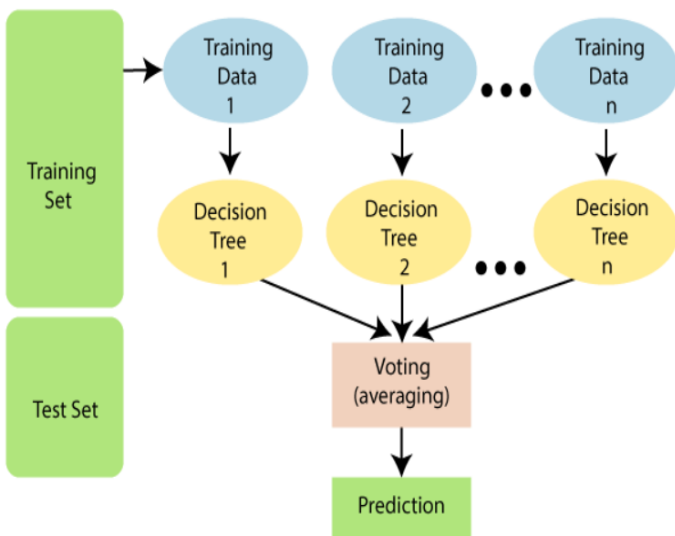 Training
Set
Test Set
Training
Data
1
Training
Data
2
Training
Data
n
Decision
Tree
1
Decision
Tree
2
Decision
Tree
n
Voting
(averaging)
Prediction